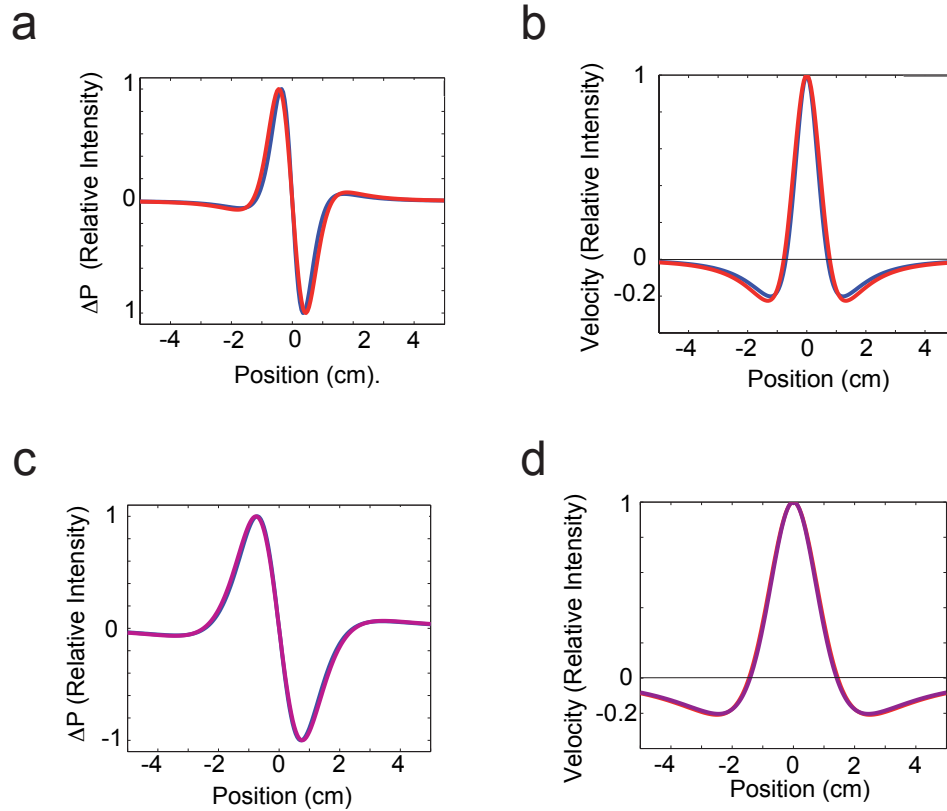 a
ΔP (Relative Intensity)
1
0
1
-4
-2
0
2
4
Position (cm).
b
Velocity (Relative Intensity)
1
0
-0.2
-4
-2
0
2
4
Position (cm)
c
ΔP (Relative Intensity)
1
0
-1
-4
-2
0
2
4
Position (cm)
d
Velocity (Relative Intensity)
1
0
-0.2
-4
-2
0
2
4
Position (cm)